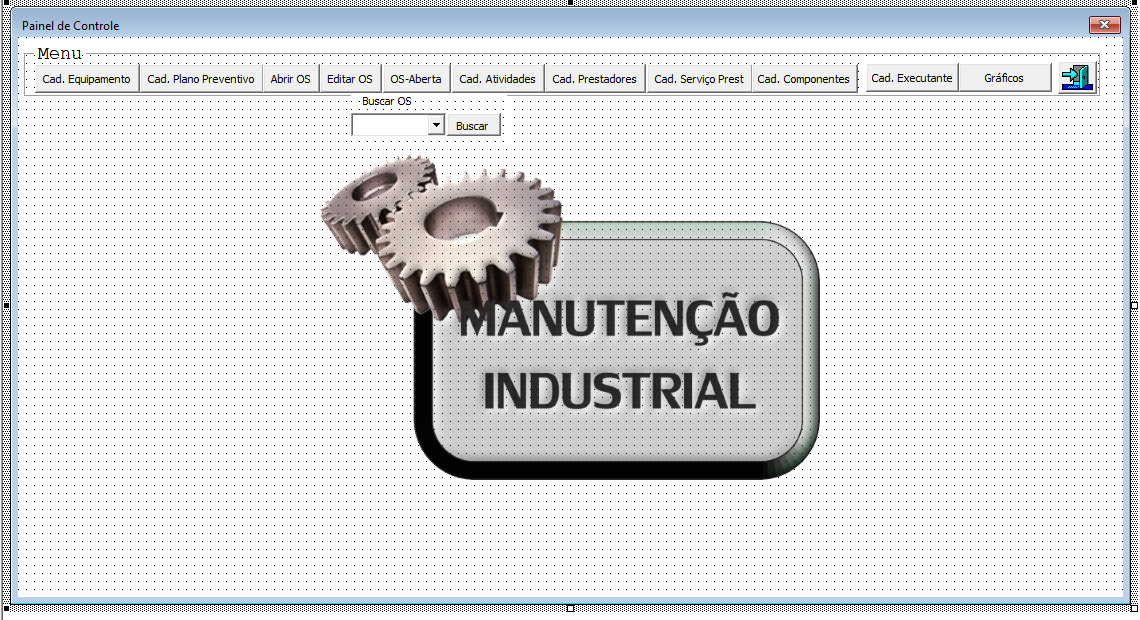 Painel de Controle
Menu
Cad. Equipamento Cad. Plano Preventivo Abrir OS Editar OS OS-Aberta Cad. Atividades Cad. Prestadores Cad. Serviço Prest Cad. Componentes Cad. Executante Gráficos
Buscar OS
Buscar
MANUTENÇÃO
INDUSTRIAL